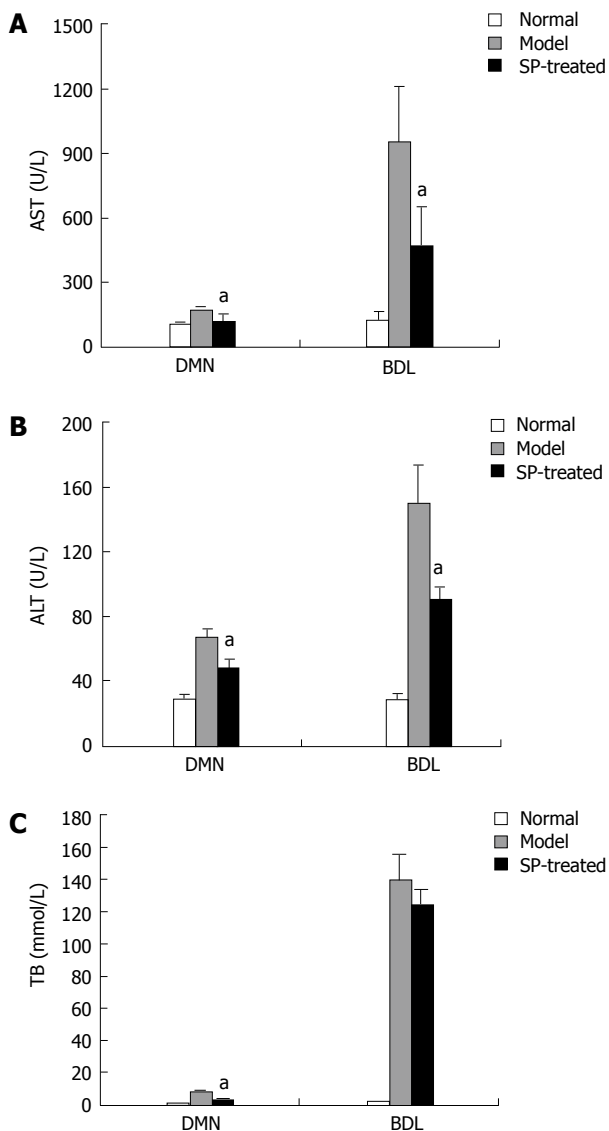 A
Normal
Model
SP-treated
AST (U/L)
1500
1200
900
600
300
0
a
a
DMN
BDL
B
Normal
Model
SP-treated
ALT (U/L)
200
160
120
80
40
0
a
a
DMN
BDL
C
Normal
Model
SP-treated
TB (mmol/L)
180
160
140
120
100
80
60
40
20
0
a
DMN
BDL